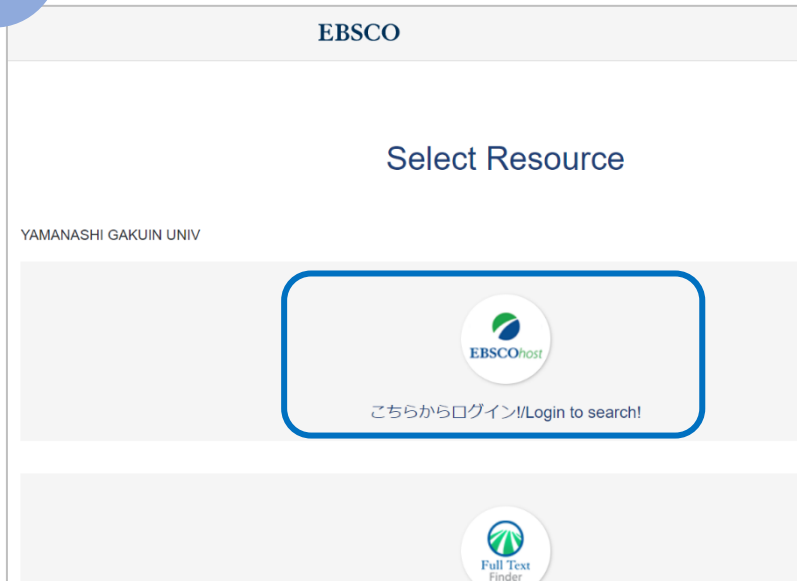 EBSCO
Select Resource
YAMANASHI GAKUIN UNIV
EBSCOhost
こちらからログイン!/Login to search!
Full Text
Finder